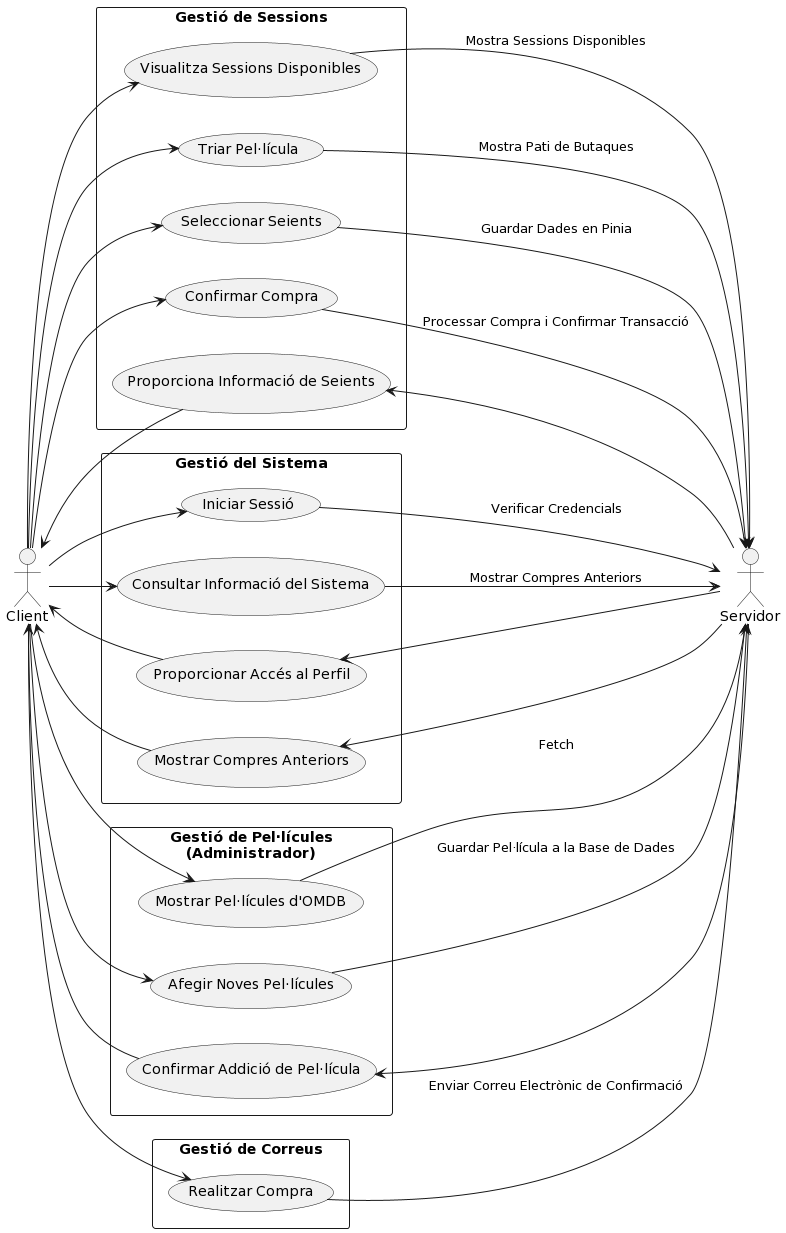 Gestió de Sessions
Visualitza Sessions Disponibles
Mostra Sessions Disponibles
Triar Pel·lícula
Mostra Pati de Butaques
Seleccionar Seients
Guardar Dades en Pinia
Confirmar Compra
Processar Compra i Confirmar Transacció
Proporciona Informació de Seients
Gestió del Sistema
Iniciar Sessió
Verificar Credencials
Consultar Informació del Sistema
Mostrar Compres Anteriors
Client
Servidor
Proporcionar Accés al Perfil
Mostrar Compres Anteriors
Fetch
Gestió de Pel·lícules
(Administrador)
Guardar Pel·lícula a la Base de Dades
Mostrar Pel·lícules d'OMDB
Afegir Noves Pel·lícules
Confirmar Addició de Pel·lícula
Enviar Correu Electrònic de Confirmació
Gestió de Correus
Realitzar Compra